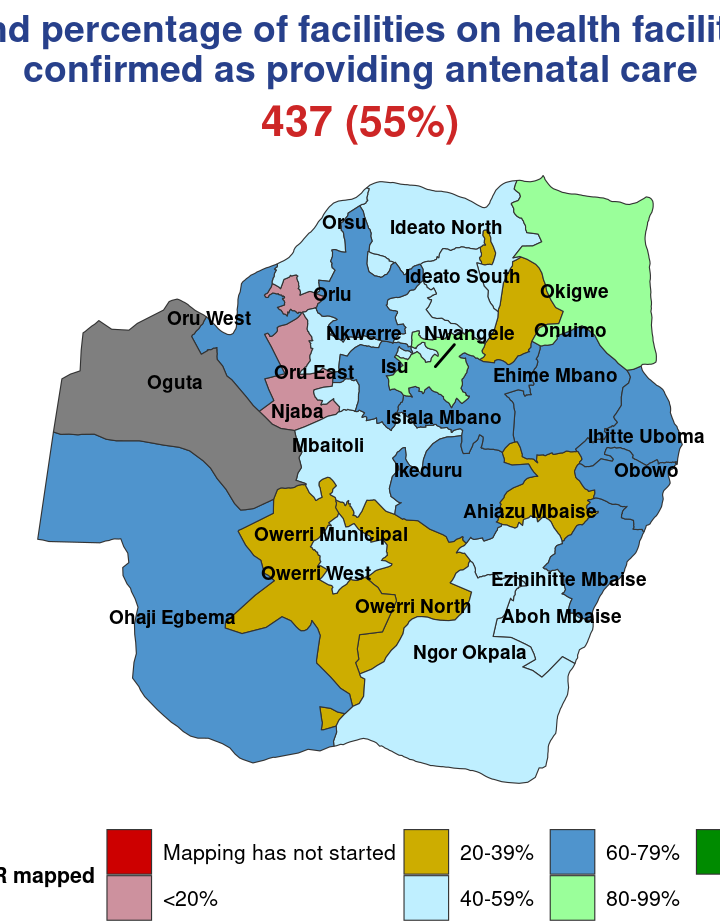 nd percentage of facilities on health facilit
confirmed as providing antenatal care
437 (55%)
Orsu
Ideato North
Ideato South
Okigwe
Orlu
Oru West
Nkwerre
Nwangele
Onuimo
Isu
Oru East
Ehime Mbano
Oguta
Njaba
Isiala Mbano
Ihitte Uboma
Mbaitoli
Ikeduru
Obowo
Ahiazu Mbaise
Owerri Municipal
Owerri West
Ezinihitte Mbaise
Owerri North
Ohaji Egbema
Aboh Mbaise
Ngor Okpala
R mapped
Mapping has not started
20-39%
60-79%
<20%
40-59%
80-99%